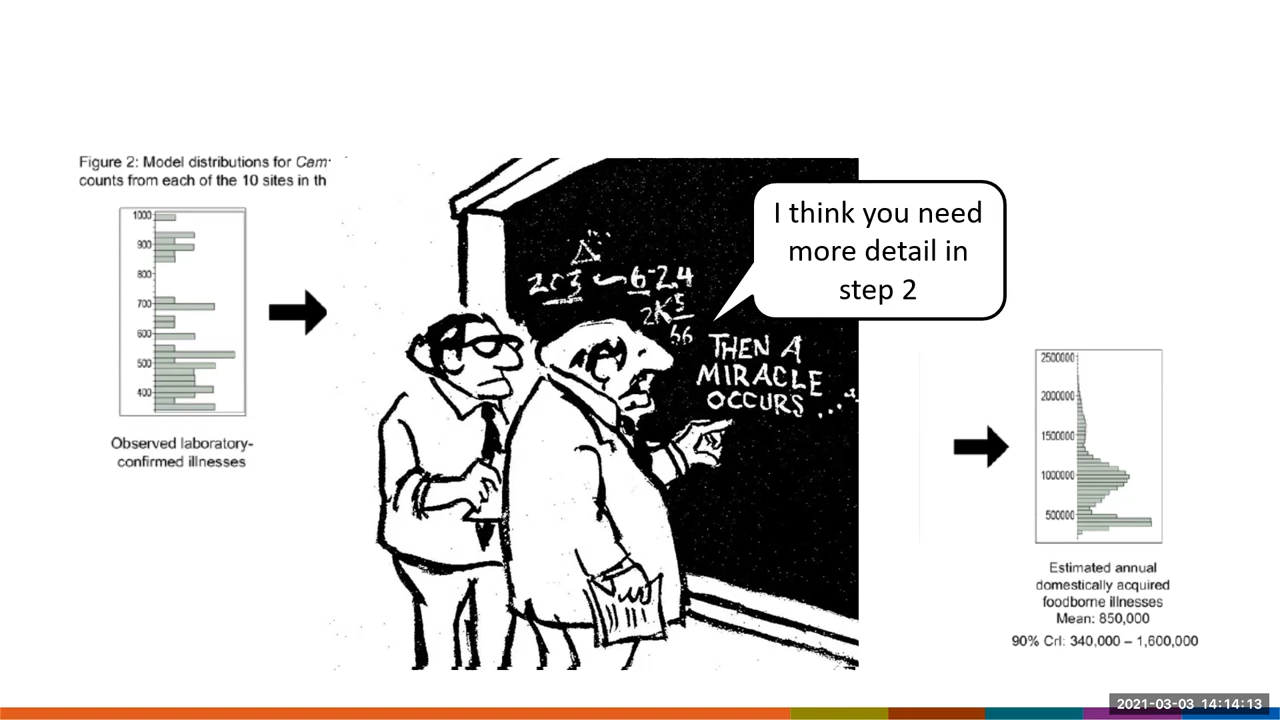 Figure 2: Model distributions for Cam
counts from each of the 10 sites in th
1000
900
800
700
600
500
400
Observed laboratory-
confirmed illnesses
I think you need
more detail in
step 2
THEN A
MIRACLE
OCCURS ...
2500000
2000000
1500000
1000000
500000
Estimated annual
domestically acquired
foodborne illnesses
Mean: 850,000
90% CrI: 340,000 – 1,600,000
2021-03-03 14:14:13